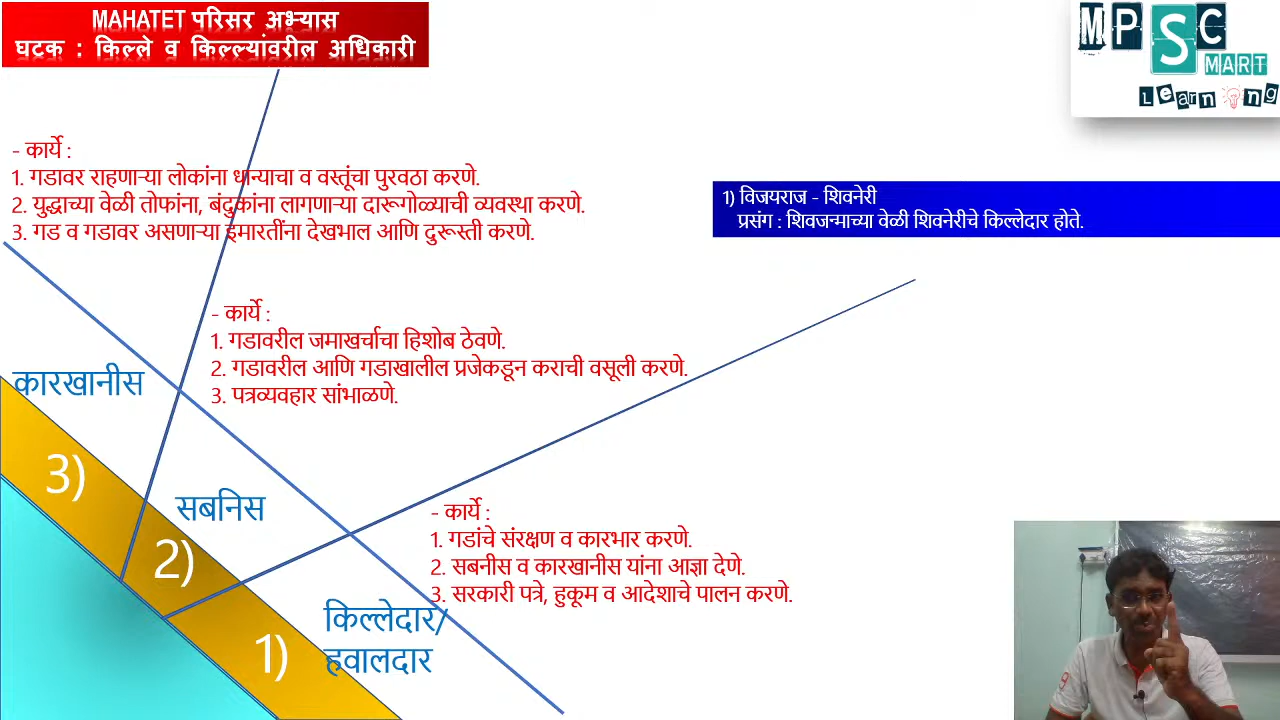 MAHATET परिसर अभ्यास
घटक : किल्ले व किल्ल्यांवरील अधिकारी
MPSC
SMART
Learning
- कार्ये :
1. गडावर राहणाऱ्या लोकांना धान्याचा व वस्तूंचा पुरवठा करणे.
2. युद्धाच्या वेळी तोफांना, बंदुकांना लागणाऱ्या दारूगोळ्याची व्यवस्था करणे.
3. गड व गडावर असणाऱ्या इमारतींना देखभाल आणि दुरूस्ती करणे.
1) विजयराज - शिवनेरी
प्रसंग : शिवजन्माच्या वेळी शिवनेरीचे किल्लेदार होते.
- कार्ये :
1. गडावरील जमाखर्चाचा हिशोब ठेवणे.
2. गडावरील आणि गडाखालील प्रजेकडून कराची वसूली करणे.
3. पत्रव्यवहार सांभाळणे.
कारखानीस
3)
सबनिस
2)
- कार्ये :
1. गडांचे संरक्षण व कारभार करणे.
2. सबनीस व कारखानीस यांना आज्ञा देणे.
3. सरकारी पत्रे, हुकूम व आदेशाचे पालन करणे.
किल्लेदार/
हवालदार
1)